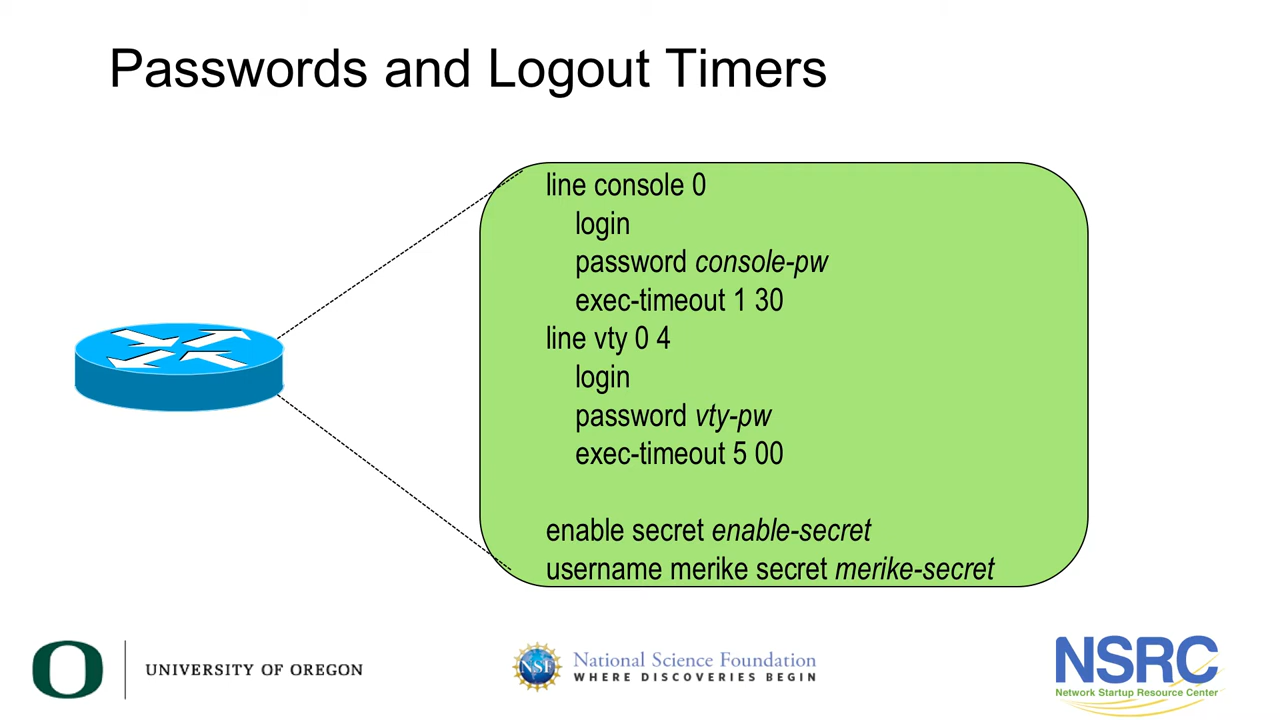 Passwords and Logout Timers
line console 0
login
password console-pw
exec-timeout 1 30
line vty 0 4
login
password vty-pw
exec-timeout 5 00
enable secret enable-secret
username merike secret merike-secret
O
UNIVERSITY OF OREGON
NSF
National Science Foundation
WHERE DISCOVERIES BEGIN
NSRC
Network Startup Resource Center